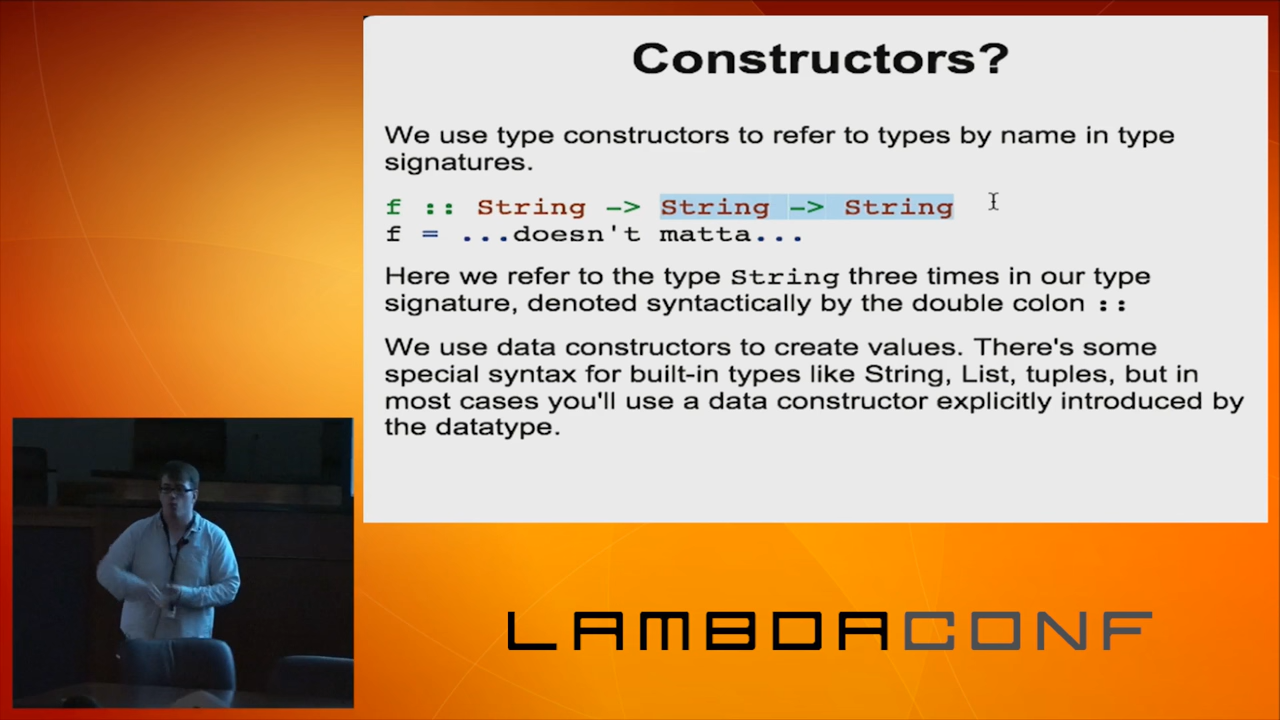 Constructors?
We use type constructors to refer to types by name in type
signatures.
f :: String -> String -> String
f = ...doesn't matta...
Here we refer to the type String three times in our type
signature, denoted syntactically by the double colon ::
We use data constructors to create values. There's some
special syntax for built-in types like String, List, tuples, but in
most cases you'll use a data constructor explicitly introduced by
the datatype.
LAMBDACONF